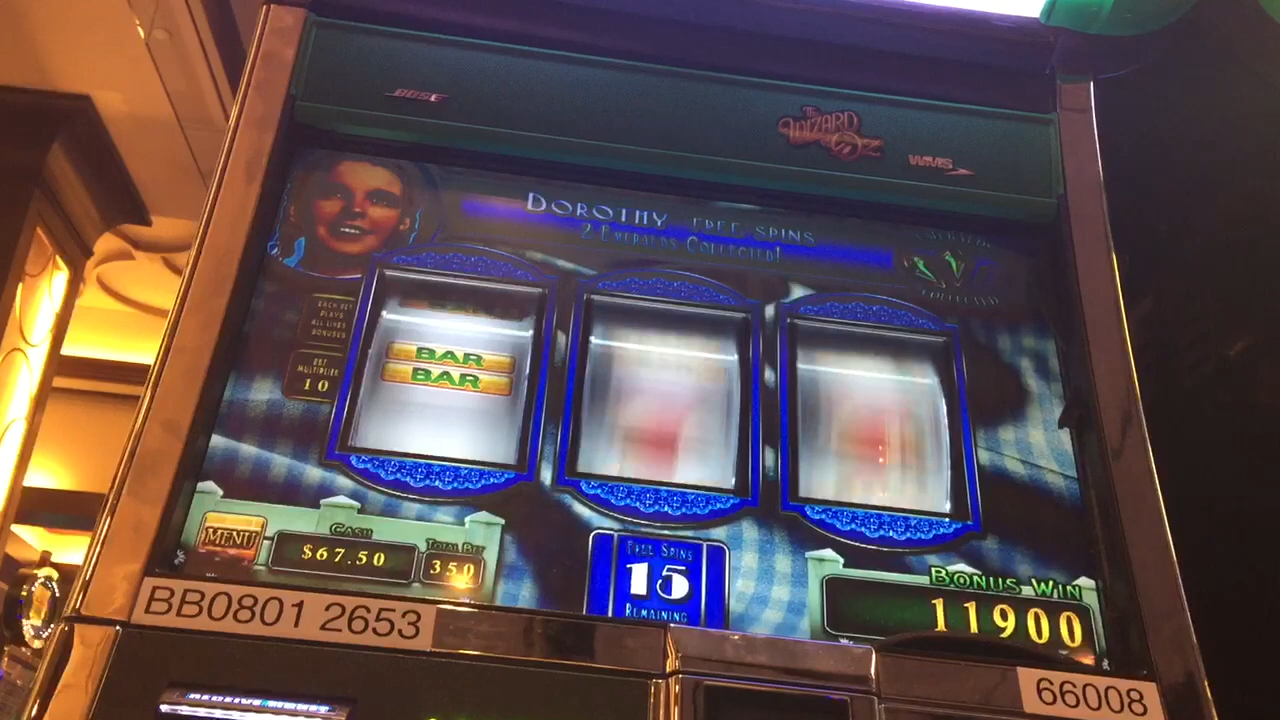 BOSE
THE
WIZARD
OF OZ
WMS
DOROTHY FREE SPINS
2 EMERALDS COLLECTED!
EMERALDS
COLLECTED
EACH BET
PLAYS
ALL LINES
BONUSES
BET
MULTIPLIER
10
BAR
BAR
MENU
CASH
$67.50
TOTAL BET
350
FREE SPINS
15
REMAINING
BONUS WIN
11900
BB0801 2653
66008